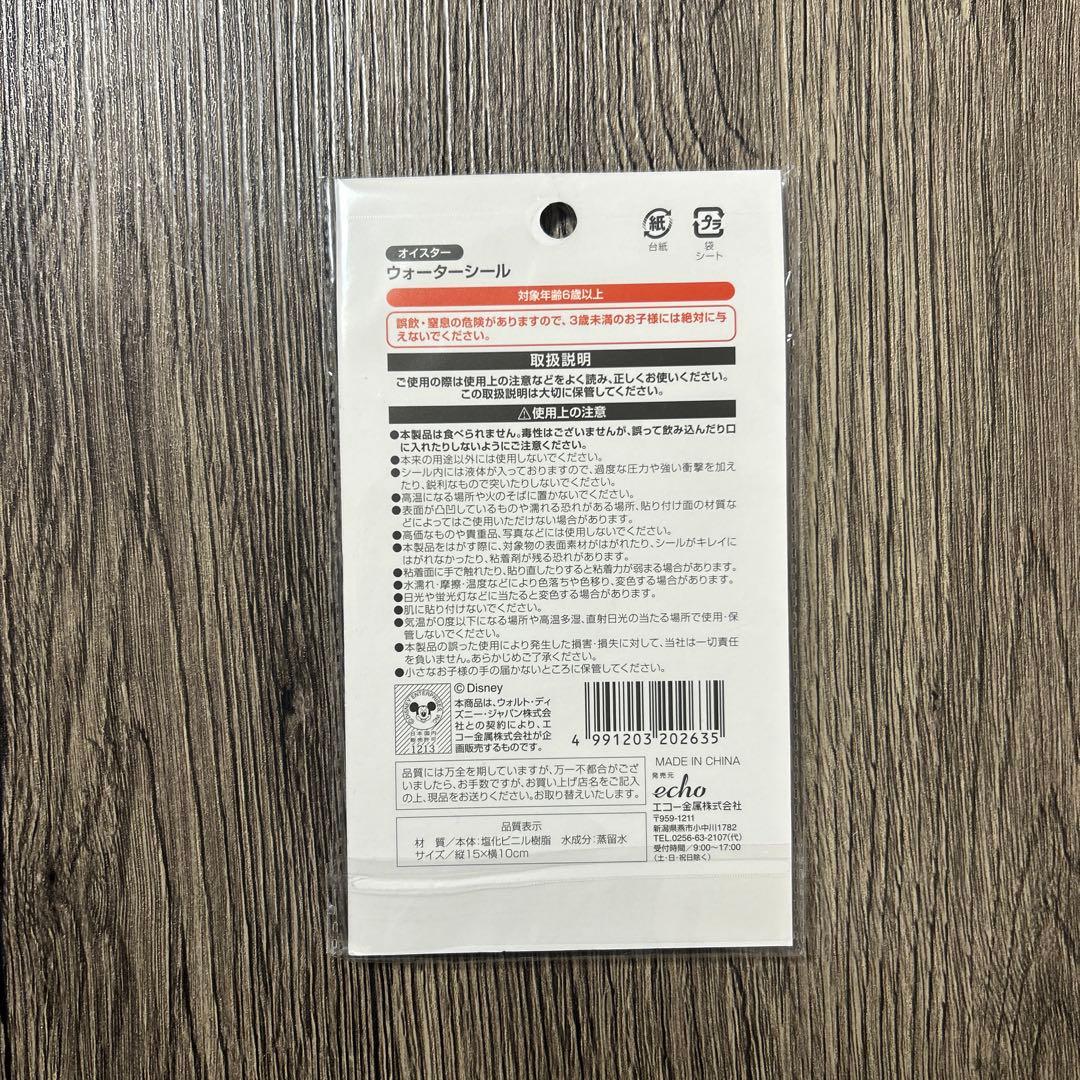 紙
台紙
プラ
袋
シート
オイスター
ウォーターシール
対象年齢6歳以上
誤飲・窒息の危険がありますので、3歳未満のお子様には絶対に与
えないでください。
取扱説明
ご使用の際は使用上の注意などをよく読み、正しくお使いください。
この取扱説明は大切に保管してください。
⚠使用上の注意
●本製品は食べられません。毒性はございませんが、誤って飲み込んだり口
に入れたりしないようにご注意ください。
●本来の用途以外には使用しないでください。
●シール内には液体が入っておりますので、過度な圧力や強い衝撃を加え
たり、鋭利なもので突いたりしないでください。
●高温になる場所や火のそばに置かないでください。
●表面が凸凹しているものや濡れる恐れがある場所、貼り付け面の材質な
どによってはご使用いただけない場合があります。
●高価なものや貴重品、写真などには使用しないでください。
●本製品をはがす際に、対象物の表面素材がはがれたり、シールがキレイに
はがれなかったり、粘着剤が残る恐れがあります。
●粘着面に手で触れたり、貼り直したりすると粘着力が弱まる場合があります。
●水濡れ・摩擦・温度などにより色落ちや色移り、変色する場合があります。
●日光や蛍光灯などに当たると変色する場合があります。
●肌に貼り付けないでください。
●気温が0度以下になる場所や高温多湿、直射日光の当たる場所で使用・保
管しないでください。
●本製品の誤った使用により発生した損害・損失に対して、当社は一切責任
を負いません。あらかじめご了承ください。
●小さなお子様の手の届かないところに保管してください。
©Disney
本商品は、ウォルト・ディ
ズニー・ジャパン株式会
社との契約により、エ
コー金属株式会社が企
画販売するものです。
日本国内
販売許可
1213
4 991203 202635
品質には万全を期していますが、万一不都合がござ
いましたら、お手数ですが、お買い上げ店名をご記入
の上、現品をお送りください。お取り替えいたします。
MADE IN CHINA
発売元
echo
エコー金属株式会社
〒959-1211
新潟県燕市小中川1782
TEL.0256-63-2107(代)
受付時間／9:00〜17:00
(土・日・祝日除く)
品質表示
材 質／本体:塩化ビニル樹脂 水成分:蒸留水
サイズ／縦15×横10cm